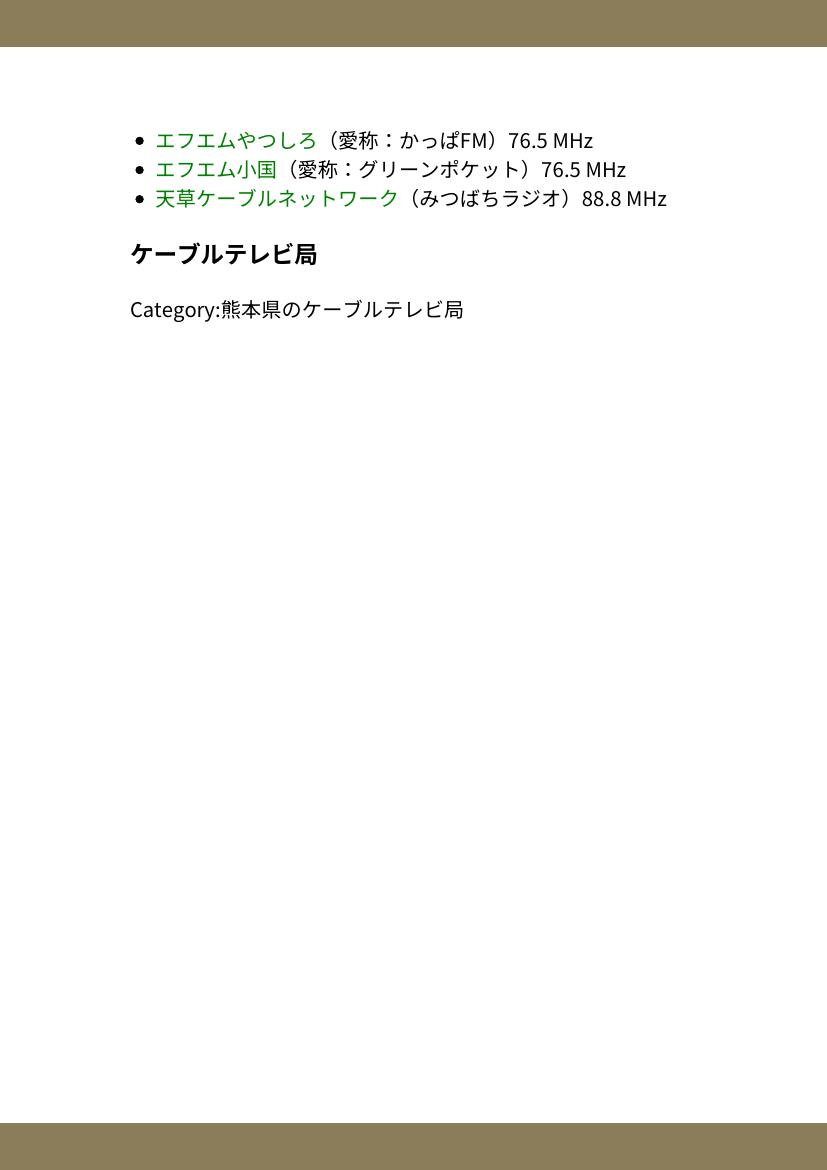 エフエムやつしろ（愛称：かっぱFM）76.5 MHz
エフエム小国（愛称：グリーンポケット）76.5 MHz
天草ケーブルネットワーク（みつばちラジオ）88.8 MHz
ケーブルテレビ局
Category:熊本県のケーブルテレビ局